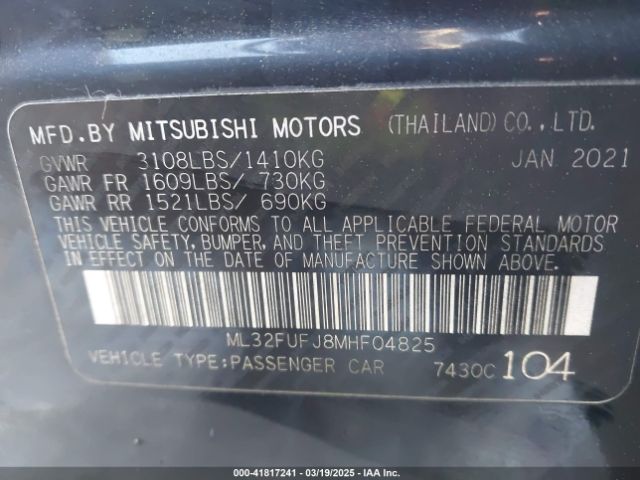 MFD.BY MITSUBISHI MOTORS (THAILAND) CO.,LTD.
GVWR 3108LBS/1410KG JAN 2021
GAWR FR 1609LBS/ 730KG
GAWR RR 1521LBS/ 690KG
THIS VEHICLE CONFORMS TO ALL APPLICABLE FEDERAL MOTOR
VEHICLE SAFETY, BUMPER, AND THEFT PREVENTION STANDARDS
IN EFFECT ON THE DATE OF MANUFACTURE SHOWN ABOVE.
ML32FUFJ8MHF04825
VEHICLE TYPE:PASSENGER CAR 7430C 104
000-41817241 - 03/19/2025 - IAA Inc.